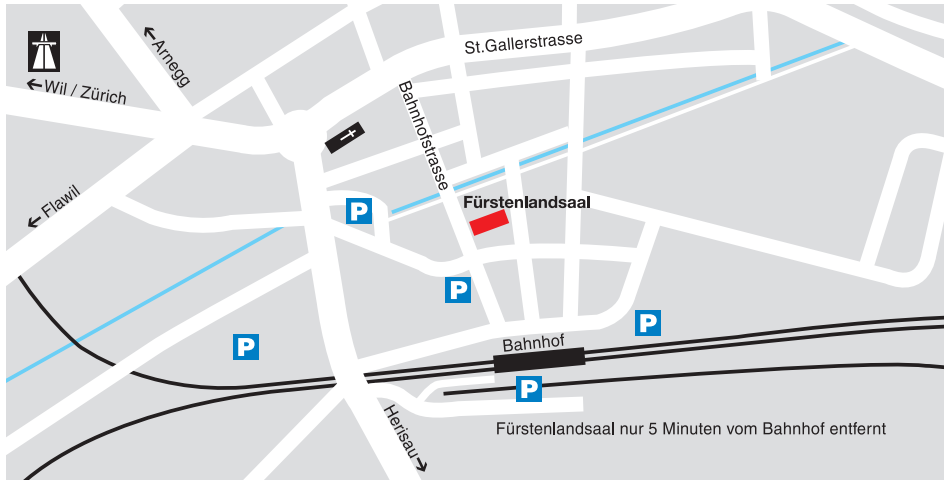 St.Gallerstrasse
←Arnegg
←Wil / Zürich
Bahnhofstrasse
←Flawil
P
Fürstenlandsaal
P
P
P
Bahnhof
P
Herisau→
Fürstenlandsaal nur 5 Minuten vom Bahnhof entfernt